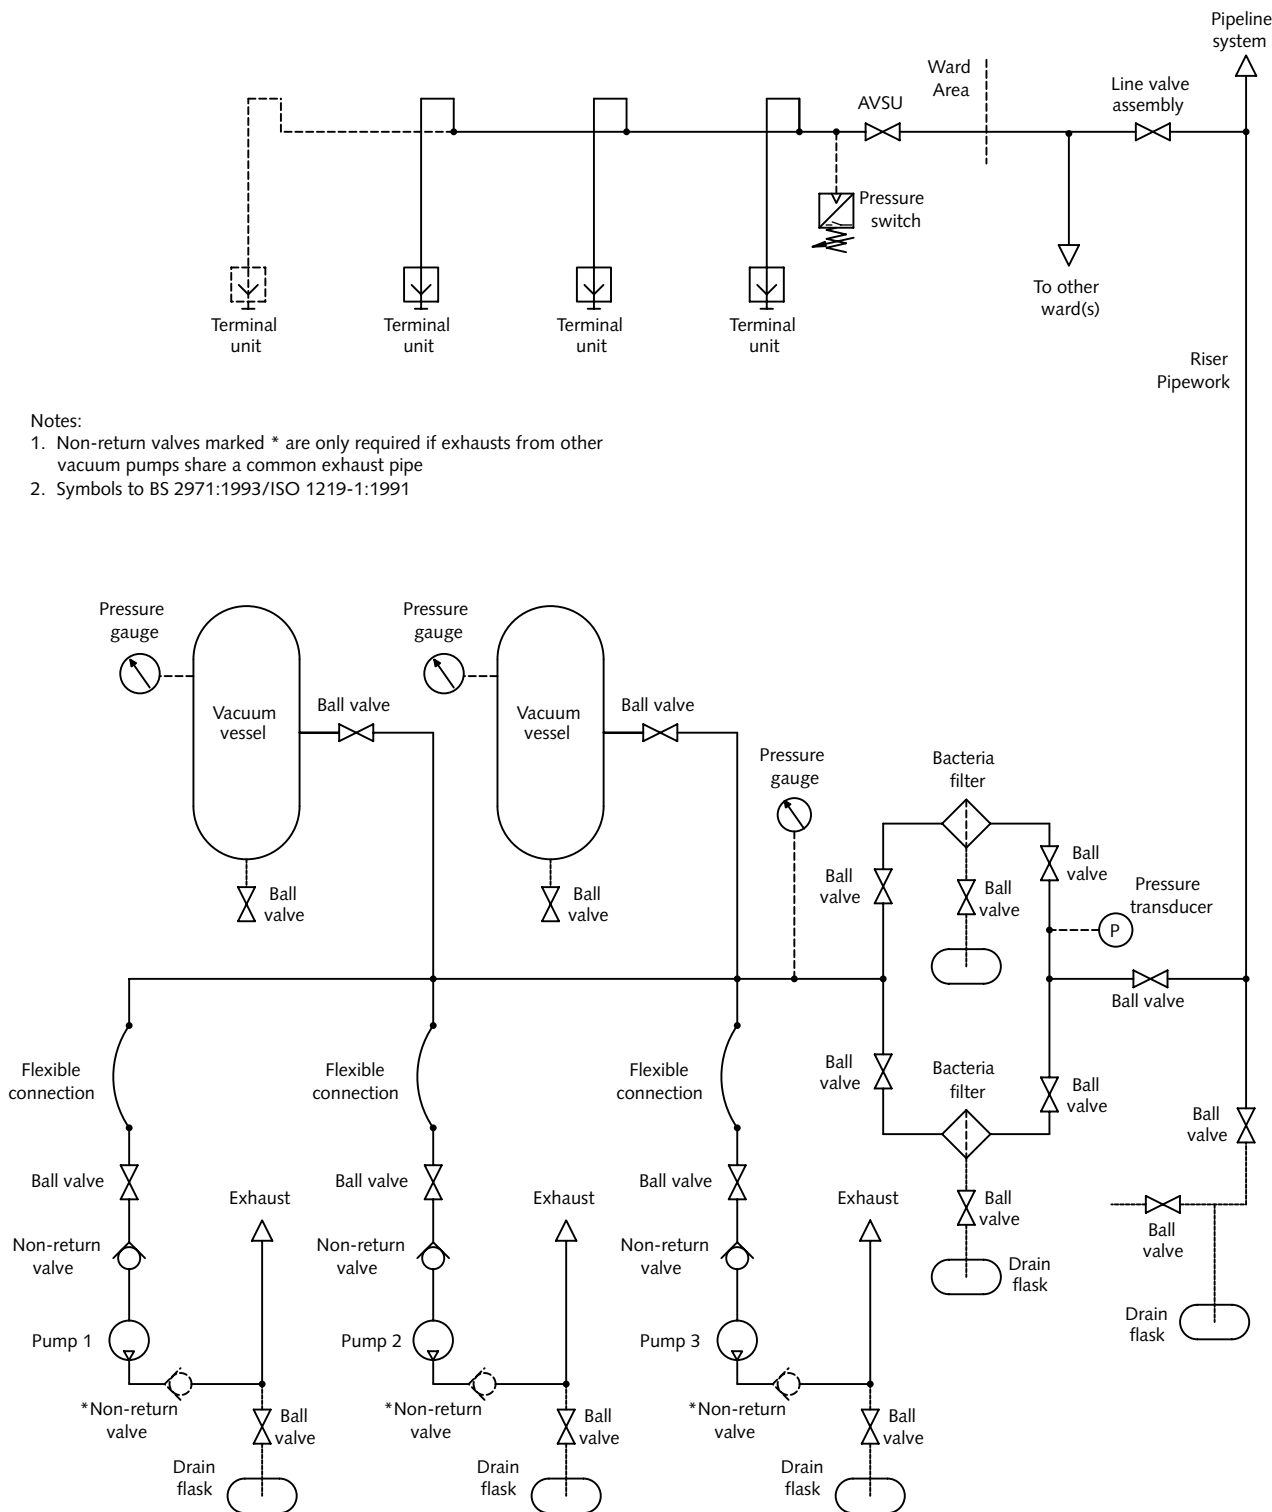 Pipeline
system
Ward
Area
Line valve
assembly
AVSU
Pressure
switch
To other
ward(s)
Terminal
unit
Terminal
unit
Terminal
unit
Terminal
unit
Riser
Pipework
Notes:
1. Non-return valves marked * are only required if exhausts from other
vacuum pumps share a common exhaust pipe
2. Symbols to BS 2971:1993/ISO 1219-1:1991
Pressure
gauge
Pressure
gauge
Vacuum
vessel
Ball valve
Vacuum
vessel
Ball valve
Pressure
gauge
Bacteria
filter
Ball
valve
Ball
valve
Ball
valve
Ball
valve
Ball
valve
Pressure
transducer
P
Ball valve
Flexible
connection
Flexible
connection
Flexible
connection
Ball
valve
Bacteria
filter
Ball
valve
Ball
valve
Ball valve
Ball valve
Ball valve
Exhaust
Exhaust
Exhaust
Ball
valve
Ball
valve
Non-return
valve
Non-return
valve
Non-return
valve
Drain
flask
Drain
flask
Pump 1
Pump 2
Pump 3
*Non-return
valve
Ball
valve
*Non-return
valve
Ball
valve
*Non-return
valve
Ball
valve
Drain
flask
Drain
flask
Drain
flask